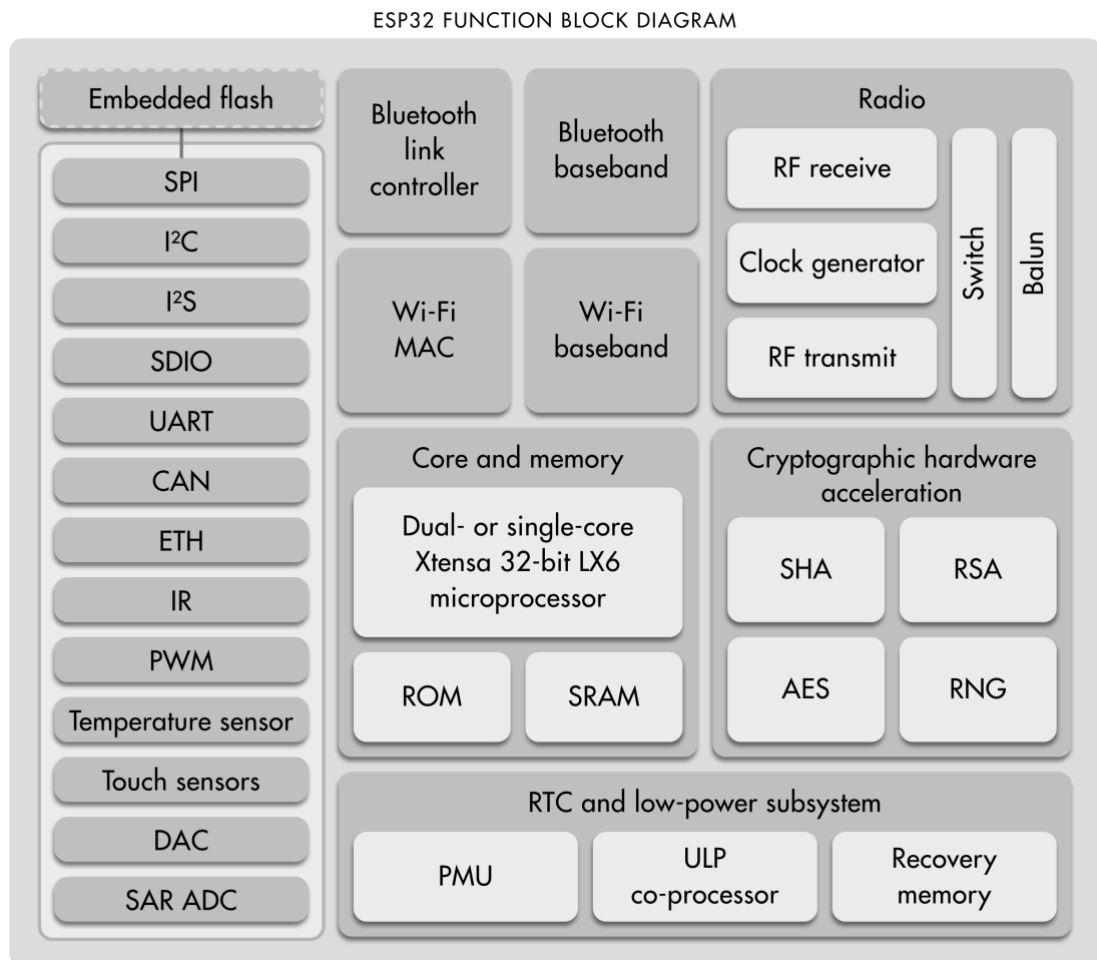 ESP32 FUNCTION BLOCK DIAGRAM
Embedded flash
SPI
I²C
I²S
SDIO
UART
CAN
ETH
IR
PWM
Temperature sensor
Touch sensors
DAC
SAR ADC
Bluetooth
link
controller
Bluetooth
baseband
Wi-Fi
MAC
Wi-Fi
baseband
Radio
RF receive
Clock generator
RF transmit
Switch
Balun
Core and memory
Dual- or single-core
Xtensa 32-bit LX6
microprocessor
ROM
SRAM
Cryptographic hardware
acceleration
SHA
RSA
AES
RNG
RTC and low-power subsystem
PMU
ULP
co-processor
Recovery
memory